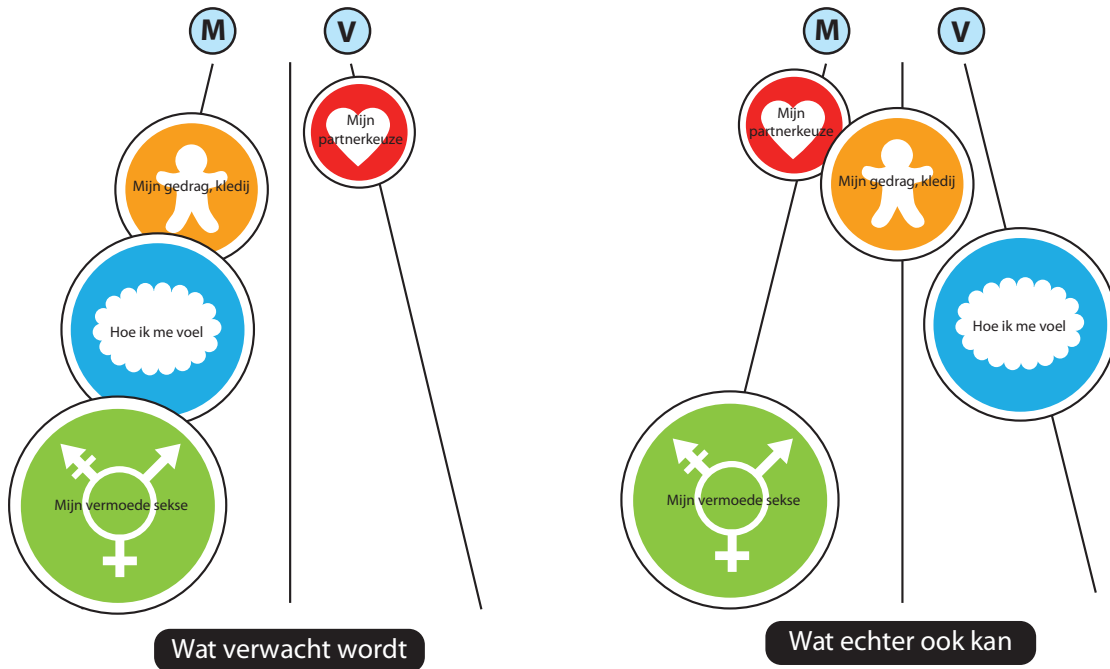 M
V
Mijn
partnerkeuze
Mijn gedrag, kledij
Hoe ik me voel
Mijn vermoede sekse
Wat verwacht wordt
M
V
Mijn
partnerkeuze
Mijn gedrag, kledij
Hoe ik me voel
Mijn vermoede sekse
Wat echter ook kan